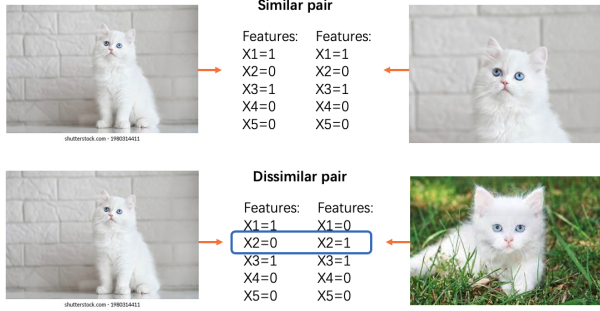 Similar pair
Features: Features:
X1=1 X1=1
X2=0 X2=0
X3=1 X3=1
X4=0 X4=0
X5=0 X5=0
shutterstock.com · 1980314411
Dissimilar pair
Features: Features:
X1=1 X1=0
X2=0 X2=1
X3=1 X3=1
X4=0 X4=0
X5=0 X5=0
shutterstock.com · 1980314411